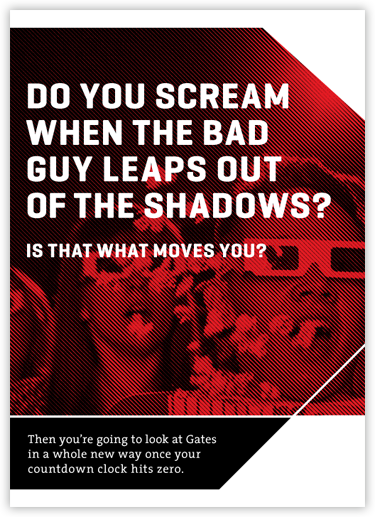 DO YOU SCREAM
WHEN THE BAD
GUY LEAPS OUT
OF THE SHADOWS?
IS THAT WHAT MOVES YOU?
Then you're going to look at Gates
in a whole new way once your
countdown clock hits zero.